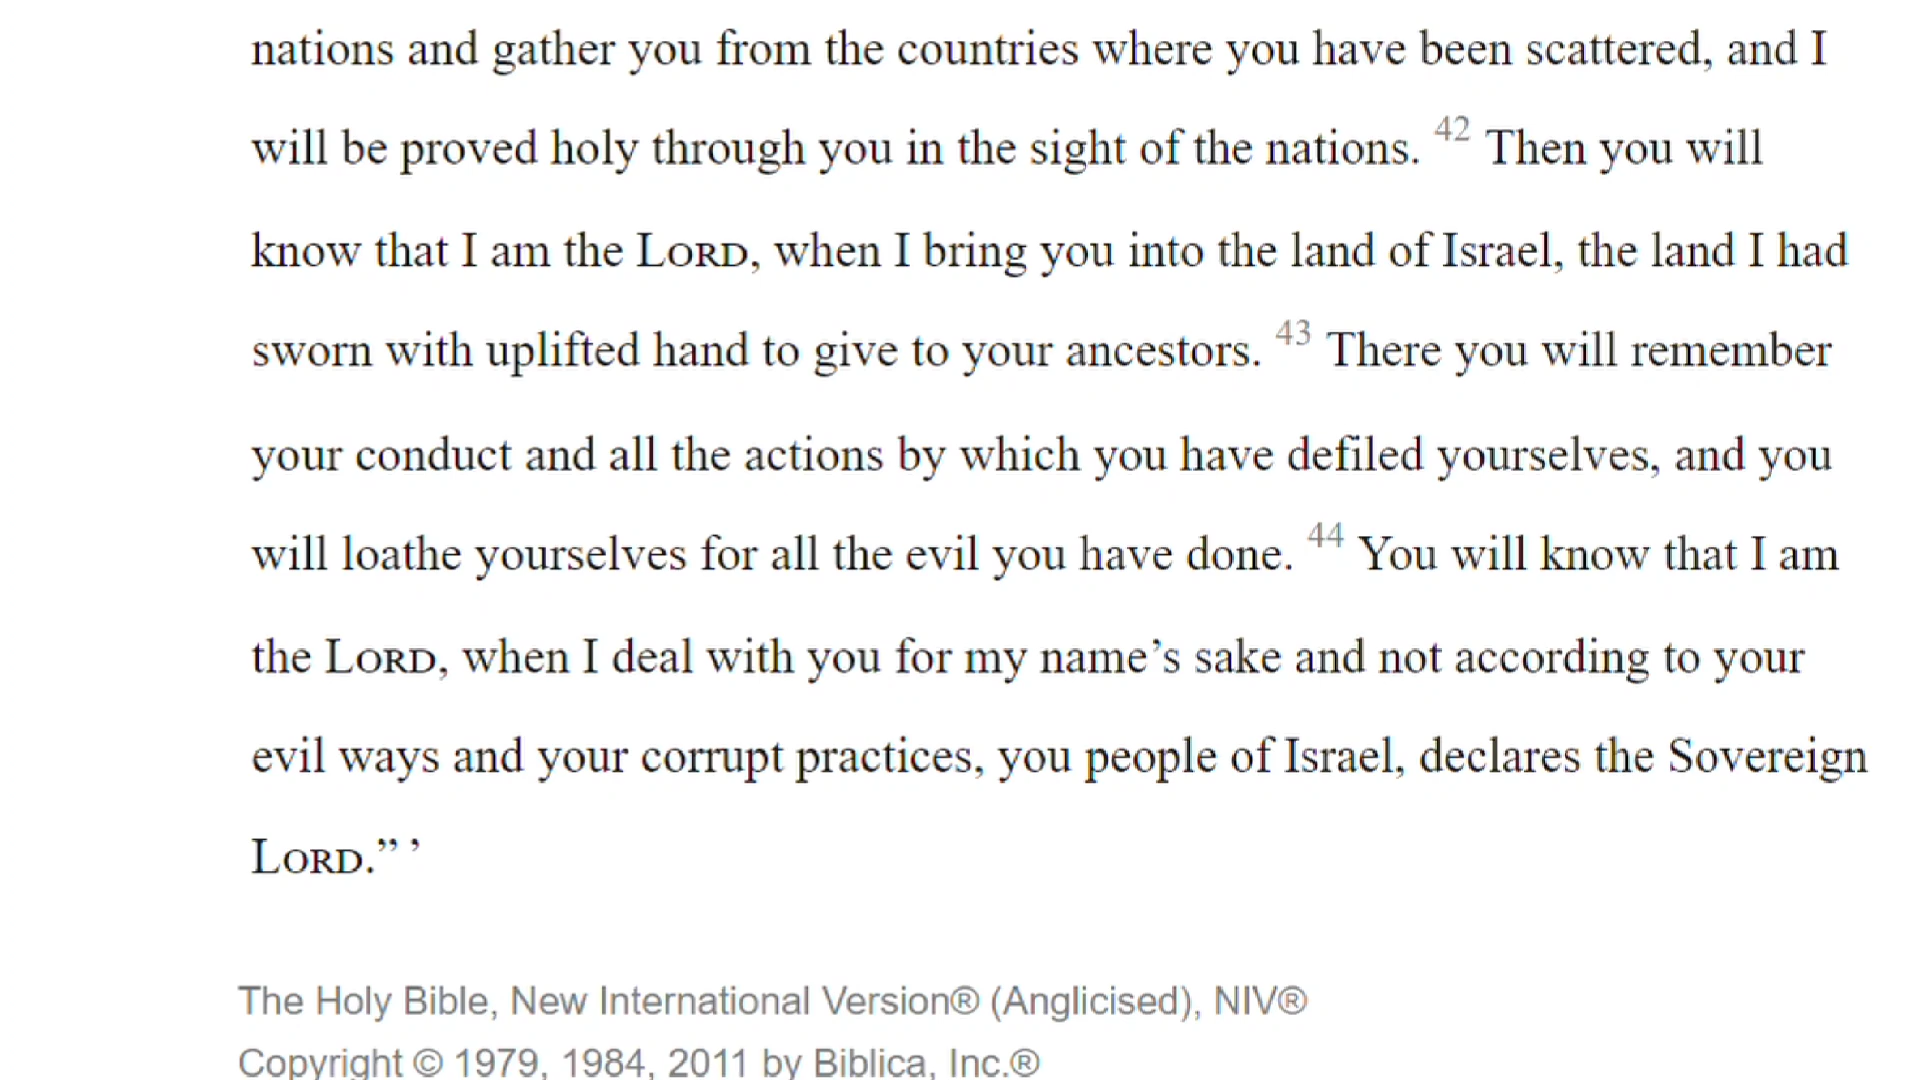 nations and gather you from the countries where you have been scattered, and I
will be proved holy through you in the sight of the nations. 42 Then you will
know that I am the LORD, when I bring you into the land of Israel, the land I had
sworn with uplifted hand to give to your ancestors. 43 There you will remember
your conduct and all the actions by which you have defiled yourselves, and you
will loathe yourselves for all the evil you have done. 44 You will know that I am
the LORD, when I deal with you for my name’s sake and not according to your
evil ways and your corrupt practices, you people of Israel, declares the Sovereign
LORD.” ’
The Holy Bible, New International Version® (Anglicised), NIV®
Copyright © 1979, 1984, 2011 by Biblica, Inc.®